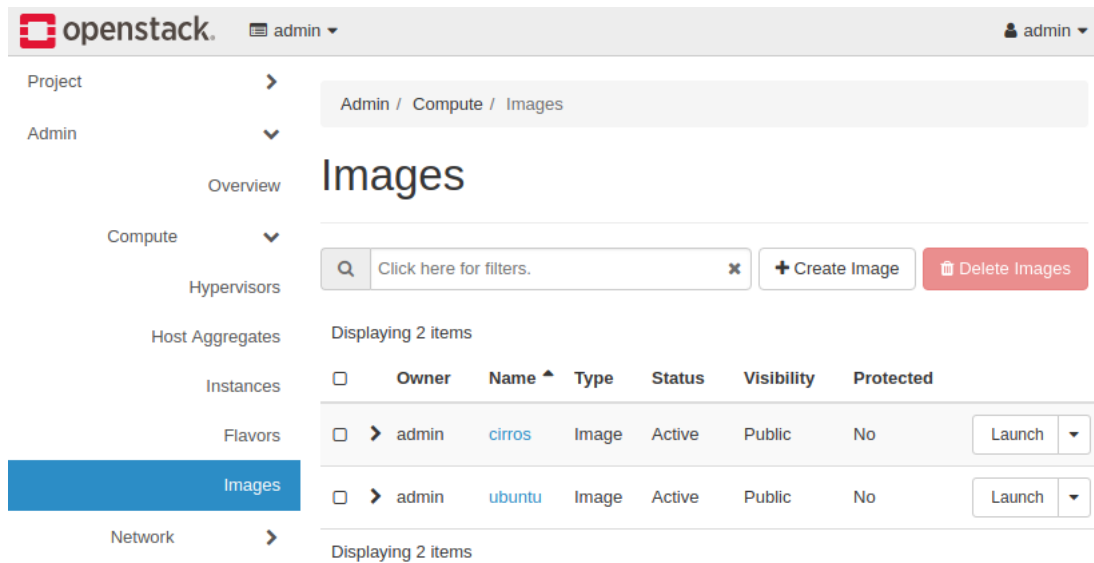 openstack. admin admin
Project
Admin
Overview
Compute
Hypervisors
Host Aggregates
Instances
Flavors
Images
Network
Admin / Compute / Images
Images
Click here for filters. Create Image Delete Images
Displaying 2 items
Owner Name Type Status Visibility Protected
admin cirros Image Active Public No Launch
admin ubuntu Image Active Public No Launch
Displaying 2 items